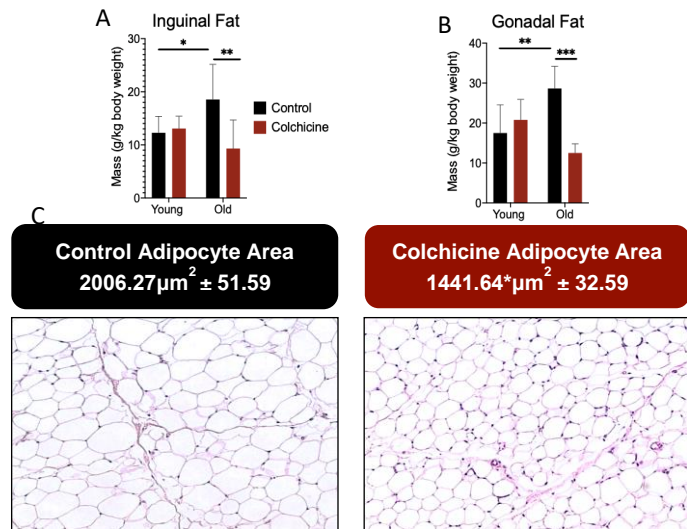 A
Inguinal Fat
Mass (g/kg body weight)
30
20
10
0
*
**
Young
Old
Control
Colchicine
B
Gonadal Fat
Mass (g/kg body weight)
40
30
20
10
0
**
***
Young
Old
C
Control Adipocyte Area
2006.27µm² ± 51.59
Colchicine Adipocyte Area
1441.64*µm² ± 32.59